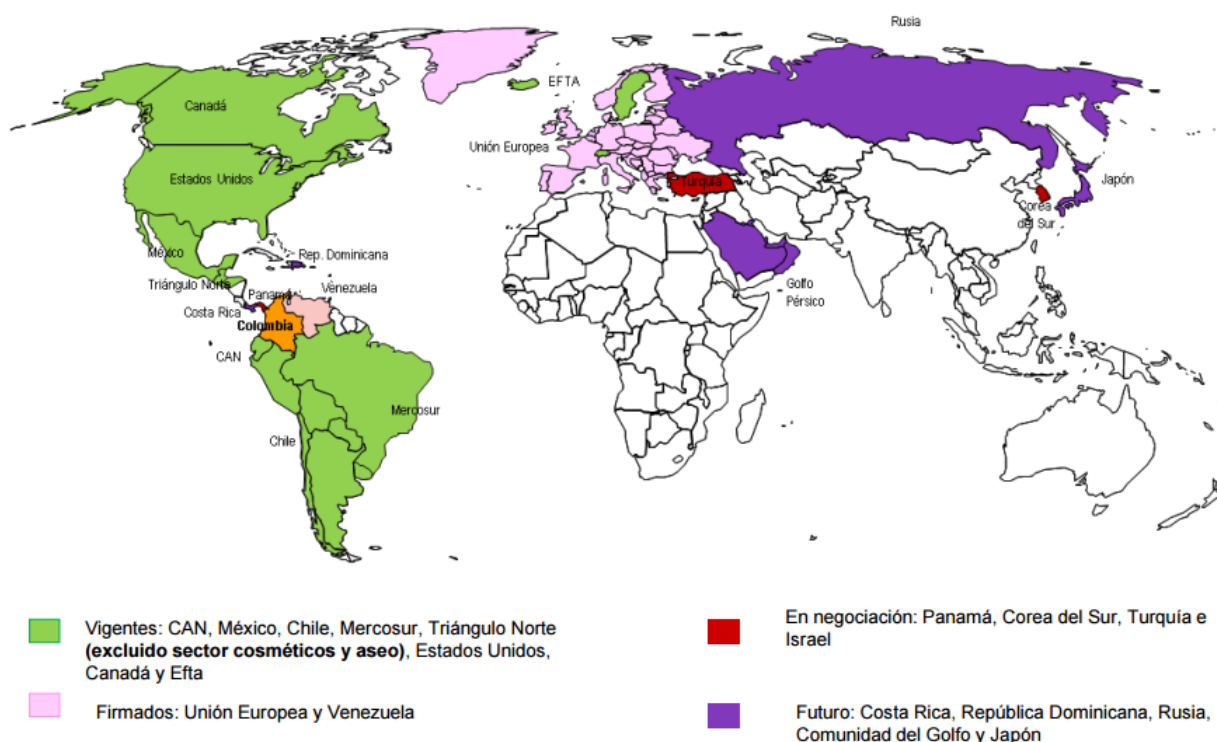 Rusia
Canadá
EFTA
Unión Europea
Estados Unidos
Turquía
Japón
Corea
del Sur
México
Rep. Dominicana
Triángulo Norte
Panamá
Venezuela
Golfo
Pérsico
Costa Rica
Colombia
CAN
Mercosur
Chile
Vigentes: CAN, México, Chile, Mercosur, Triángulo Norte
(excluido sector cosméticos y aseo), Estados Unidos,
Canadá y Efta
Firmados: Unión Europea y Venezuela
En negociación: Panamá, Corea del Sur, Turquía e
Israel
Futuro: Costa Rica, República Dominicana, Rusia,
Comunidad del Golfo y Japón